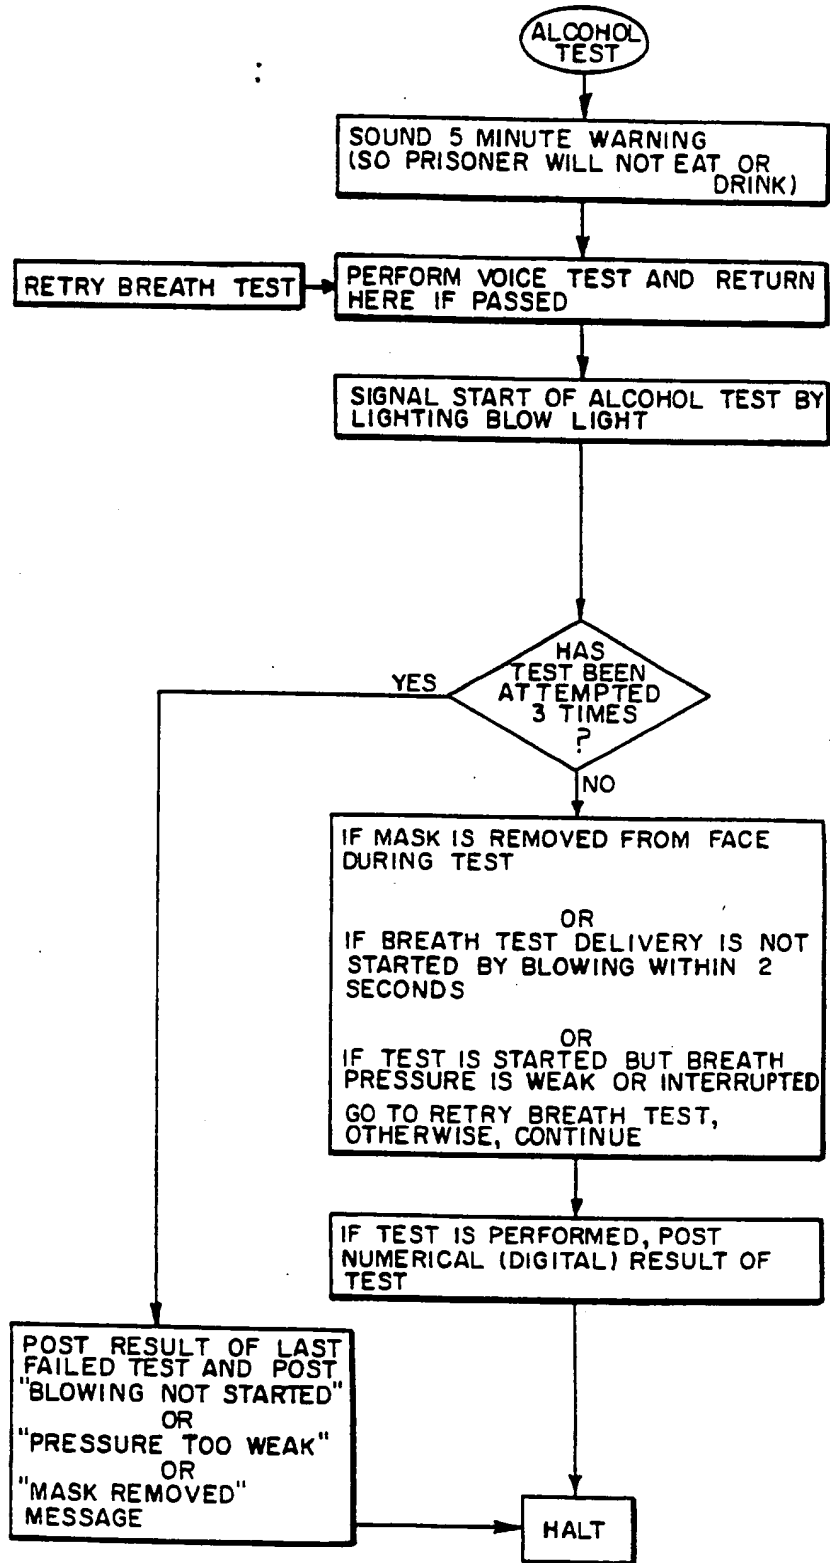 ALCOHOL
TEST
SOUND 5 MINUTE WARNING
(SO PRISONER WILL NOT EAT OR
DRINK)
RETRY BREATH TEST
PERFORM VOICE TEST AND RETURN
HERE IF PASSED
SIGNAL START OF ALCOHOL TEST BY
LIGHTING BLOW LIGHT
HAS
TEST BEEN
ATTEMPTED
3 TIMES
?
YES
NO
IF MASK IS REMOVED FROM FACE
DURING TEST
OR
IF BREATH TEST DELIVERY IS NOT
STARTED BY BLOWING WITHIN 2
SECONDS
OR
IF TEST IS STARTED BUT BREATH
PRESSURE IS WEAK OR INTERRUPTED
GO TO RETRY BREATH TEST,
OTHERWISE, CONTINUE
IF TEST IS PERFORMED, POST
NUMERICAL (DIGITAL) RESULT OF
TEST
POST RESULT OF LAST
FAILED TEST AND POST
"BLOWING NOT STARTED"
OR
"PRESSURE TOO WEAK"
OR
"MASK REMOVED"
MESSAGE
HALT